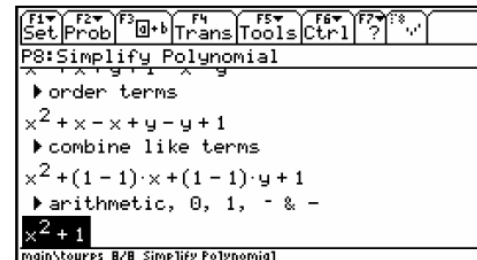 F1▼ F2▼ F3 F4 F5▼ F6▼ F7▼ F8
Set Prob a+b Trans Tools Ctrl ?
P8:Simplify Polynomial
▶order terms
x² + x − x + y − y + 1
▶combine like terms
x² + (1 − 1)·x + (1 − 1)·y + 1
▶arithmetic, 0, 1, - & −
x² + 1
main\tourps 8/8 Simplify Polynomial